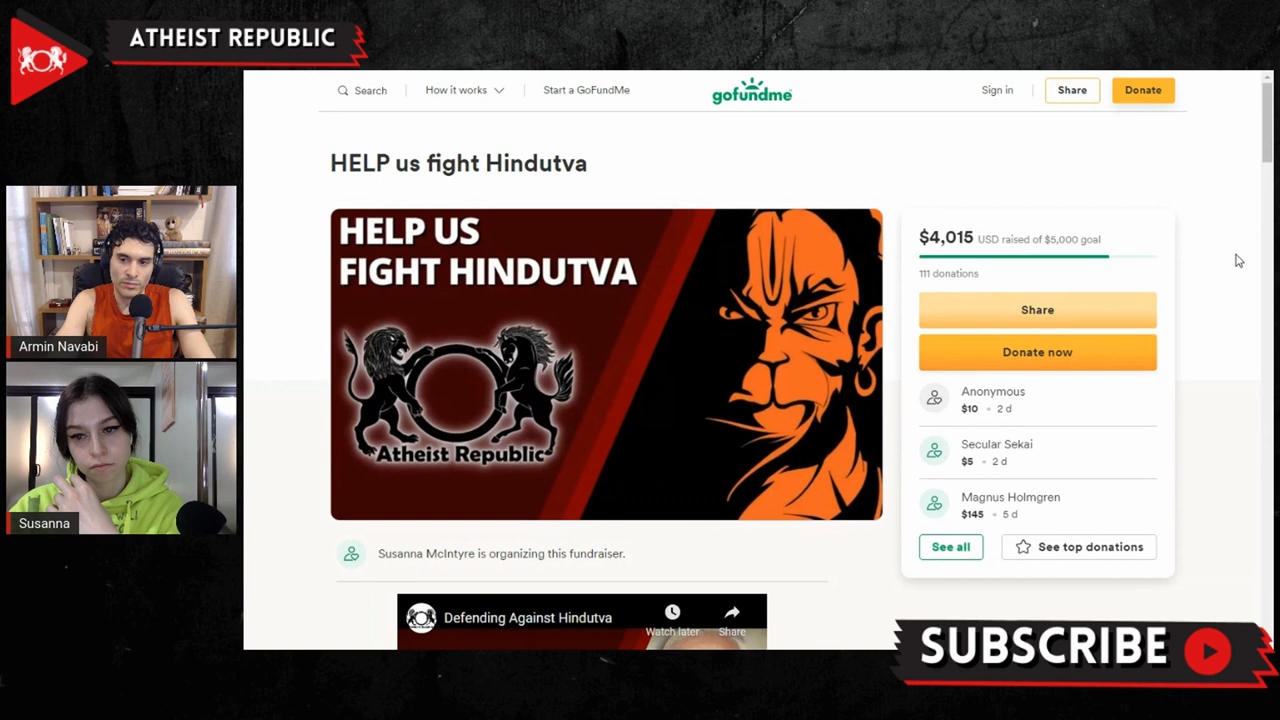 ATHEIST REPUBLIC
Search
How it works
Start a GoFundMe
gofundme
Sign in
Share
Donate
HELP us fight Hindutva
HELP US
FIGHT HINDUTVA
Atheist Republic
$4,015 USD raised of $5,000 goal
111 donations
Share
Donate now
Anonymous
$10 • 2 d
Secular Sekai
$5 • 2 d
Magnus Holmgren
$145 • 5 d
See all
See top donations
Armin Navabi
Susanna
Susanna McIntyre is organizing this fundraiser.
Defending Against Hindutva
Watch later
Share
SUBSCRIBE